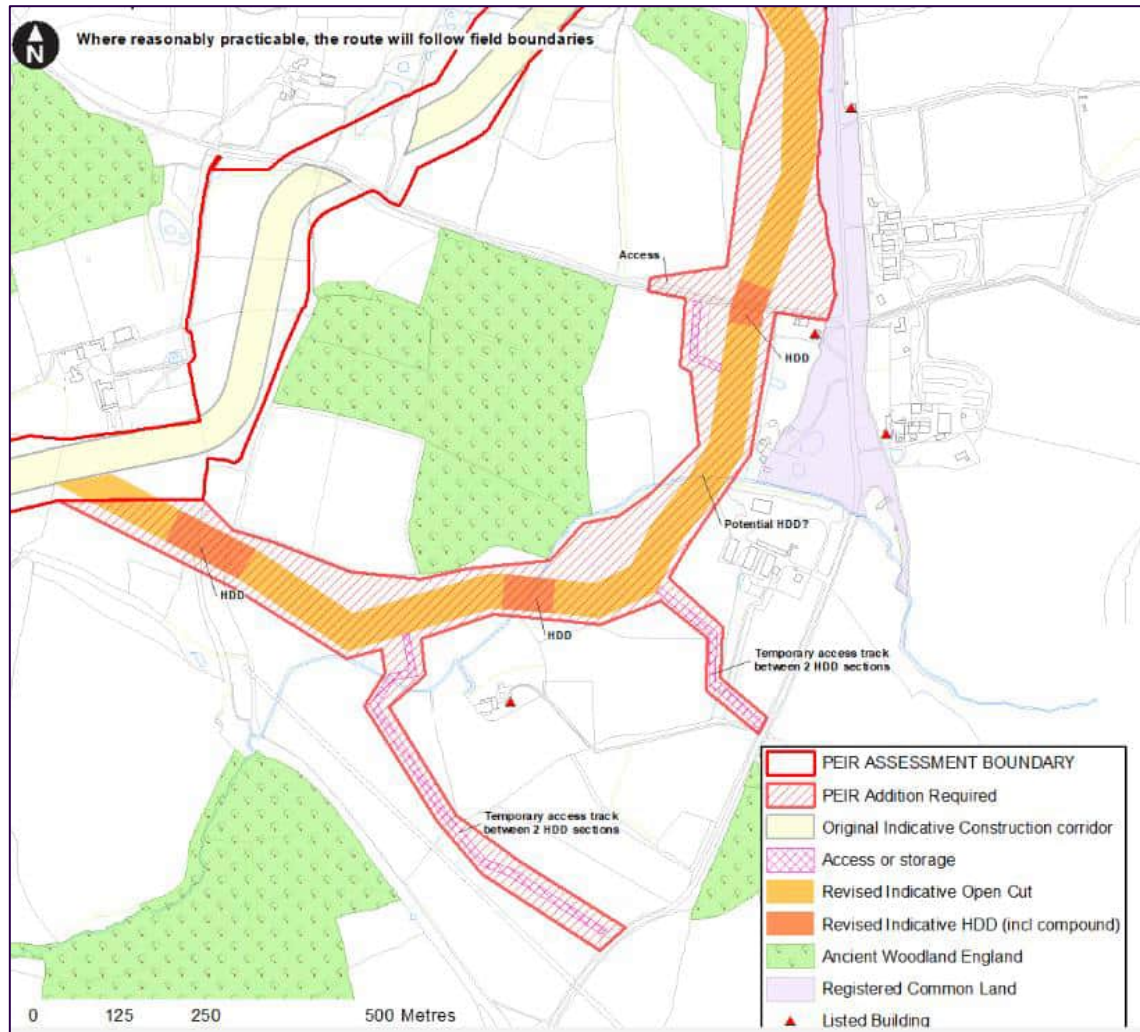 N
Where reasonably practicable, the route will follow field boundaries
Access
HDD
Potential HDD?
HDD
HDD
Temporary access track
between 2 HDD sections
Temporary access track
between 2 HDD sections
PEIR ASSESSMENT BOUNDARY
PEIR Addition Required
Original Indicative Construction corridor
Access or storage
Revised Indicative Open Cut
Revised Indicative HDD (incl compound)
Ancient Woodland England
Registered Common Land
Listed Building
0 125 250 500 Metres